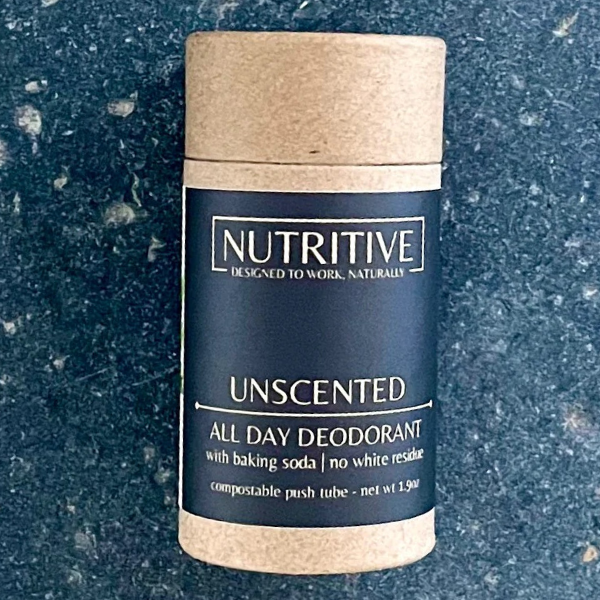 NUTRITIVE
DESIGNED TO WORK, NATURALLY
UNSCENTED
ALL DAY DEODORANT
with baking soda | no white residue
compostable push tube - net wt 1.9oz